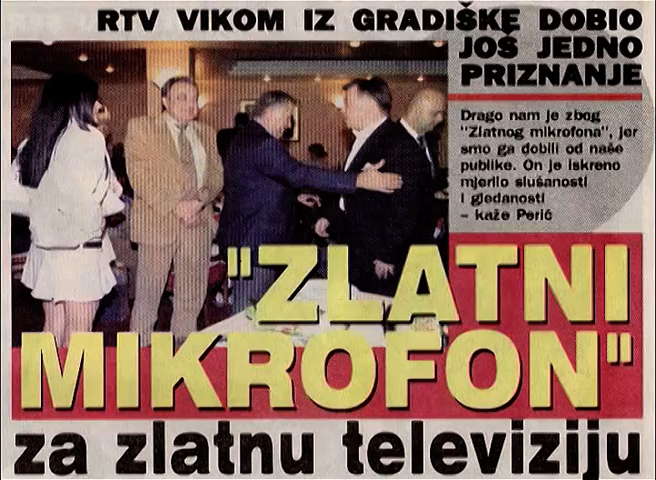 RTV VIKOM IZ GRADIŠKE DOBIO
JOŠ JEDNO
PRIZNANJE
Drago nam je zbog
"Zlatnog mikrofona", jer
smo ga dobili od naše
publike. On je iskreno
mjerilo slušanosti
i gledanosti
– kaže Perić
"ZLATNI
MIKROFON"
za zlatnu televiziju